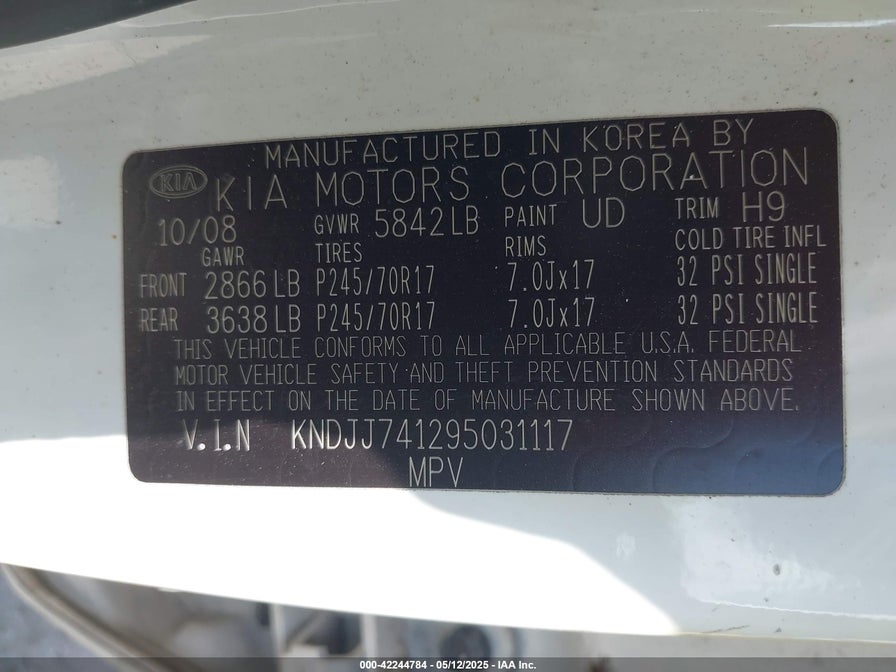 MANUFACTURED IN KOREA BY
KIA KIA MOTORS CORPORATION
10/08 GVWR 5842LB PAINT UD TRIM H9
GAWR TIRES RIMS COLD TIRE INFL
FRONT 2866LB P245/70R17 7.0Jx17 32 PSI SINGLE
REAR 3638LB P245/70R17 7.0Jx17 32 PSI SINGLE
THIS VEHICLE CONFORMS TO ALL APPLICABLE U.S.A. FEDERAL
MOTOR VEHICLE SAFETY AND THEFT PREVENTION STANDARDS
IN EFFECT ON THE DATE OF MANUFACTURE SHOWN ABOVE.
V.I.N KNDJJ741295031117
MPV
000-42244784 - 05/12/2025 - IAA Inc.